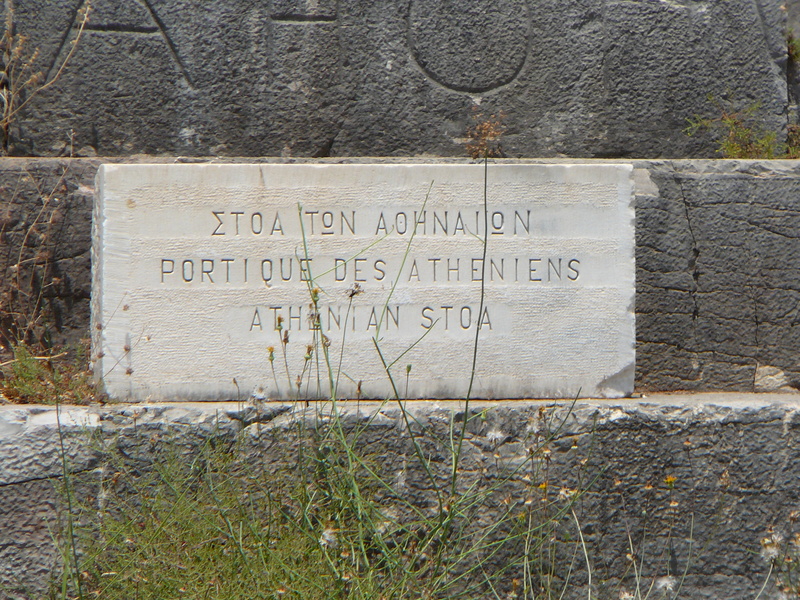 ΣΤΟΑ ΤΩΝ ΑΘΗΝΑΙΩΝ
PORTIQUE DES ATHENIENS
ATHENIAN STOA